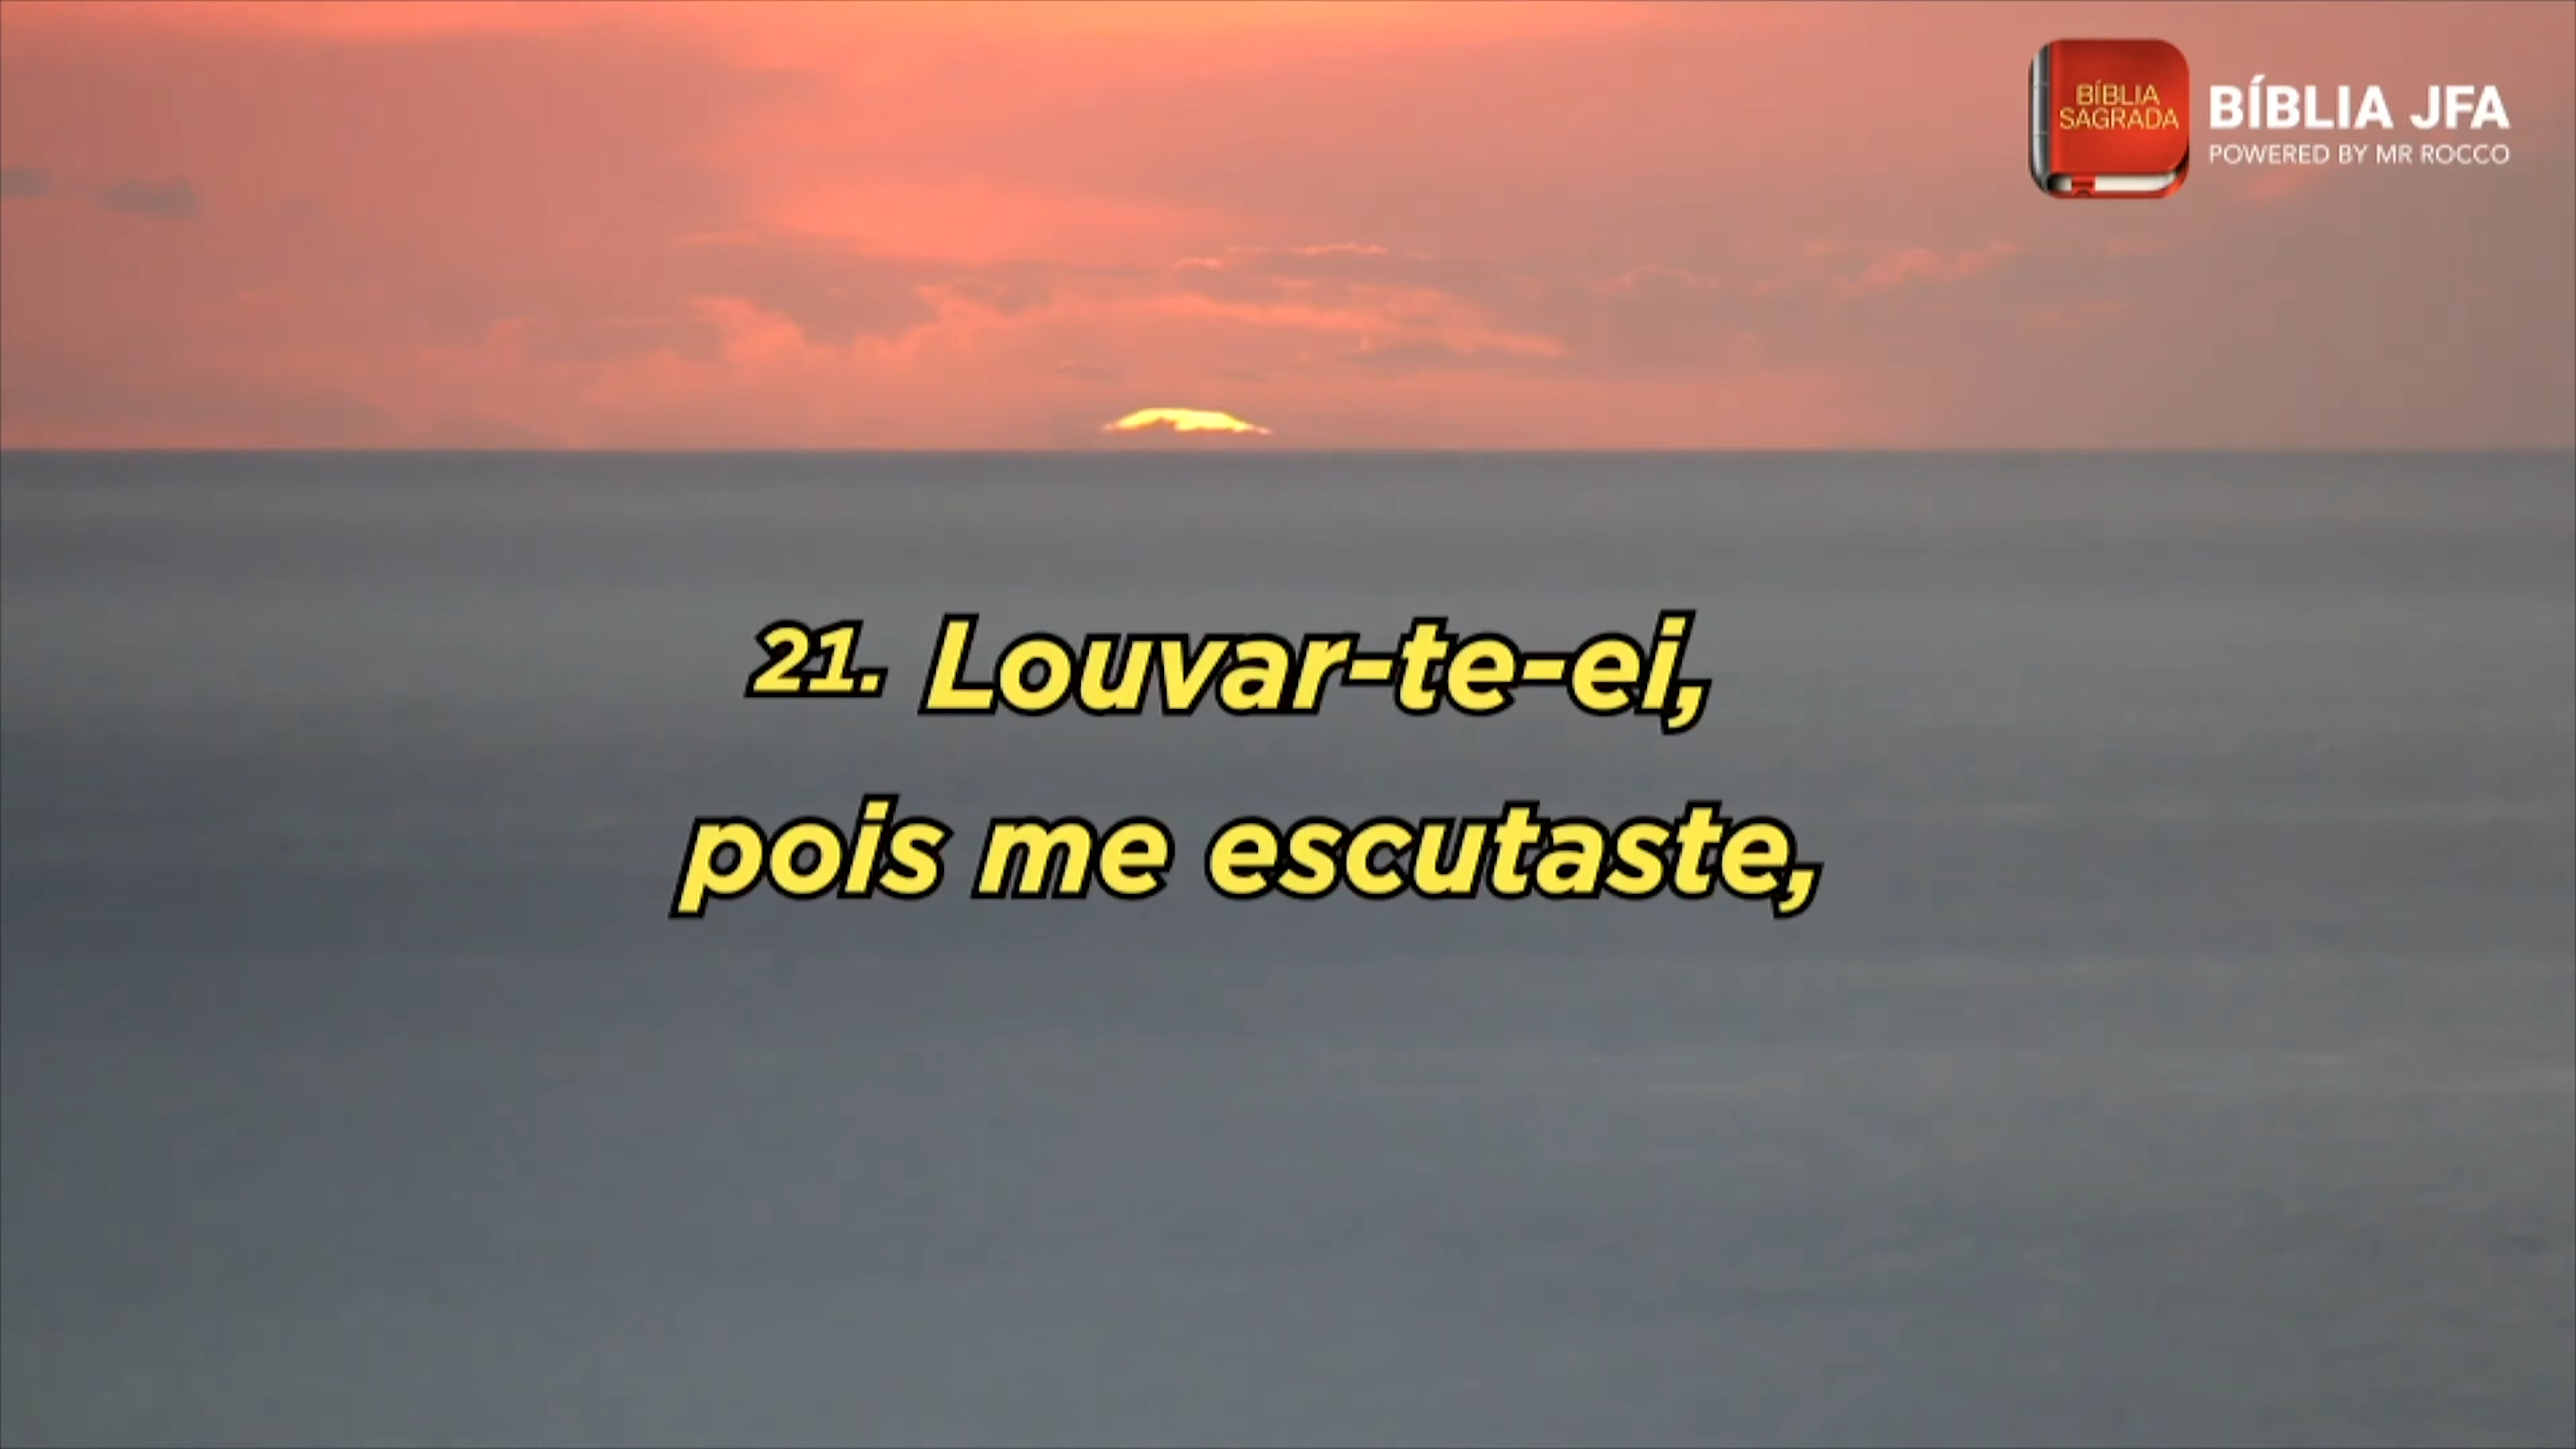 BÍBLIA
SAGRADA
BÍBLIA JFA
POWERED BY MR ROCCO
21. Louvar-te-ei,
pois me escutaste,